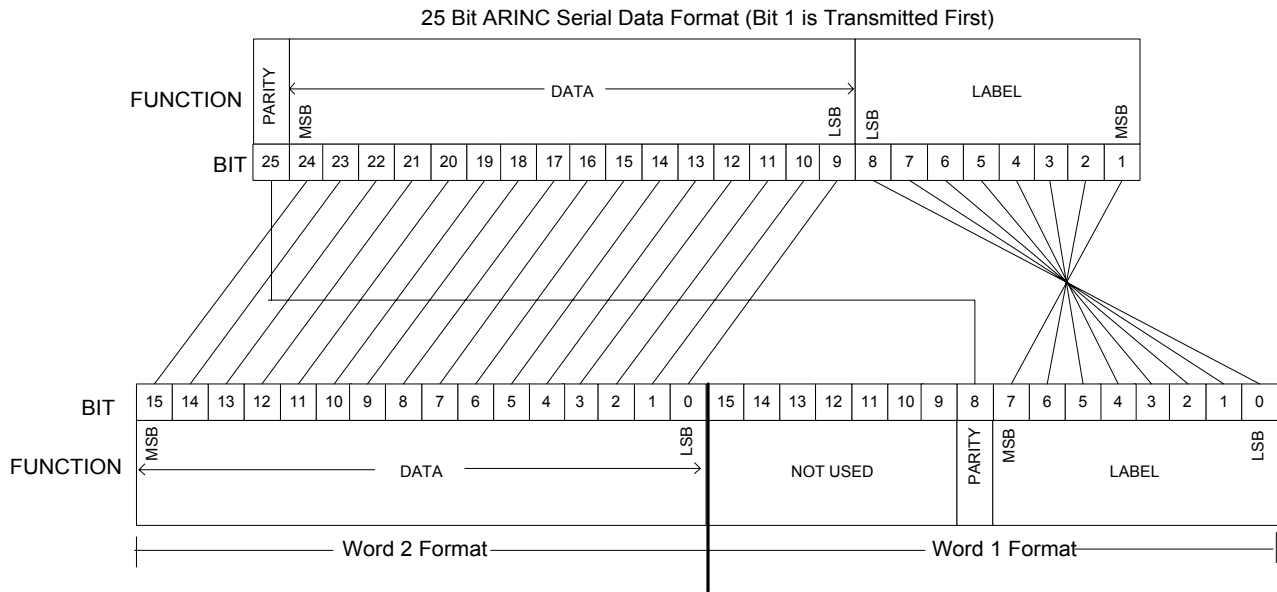 25 Bit ARINC Serial Data Format (Bit 1 is Transmitted First)
FUNCTION PARITY MSB DATA LSB LSB LABEL MSB
BIT 25 24 23 22 21 20 19 18 17 16 15 14 13 12 11 10 9 8 7 6 5 4 3 2 1
BIT 15 14 13 12 11 10 9 8 7 6 5 4 3 2 1 0 15 14 13 12 11 10 9 8 7 6 5 4 3 2 1 0
FUNCTION MSB DATA LSB NOT USED PARITY MSB LABEL LSB
Word 2 Format Word 1 Format